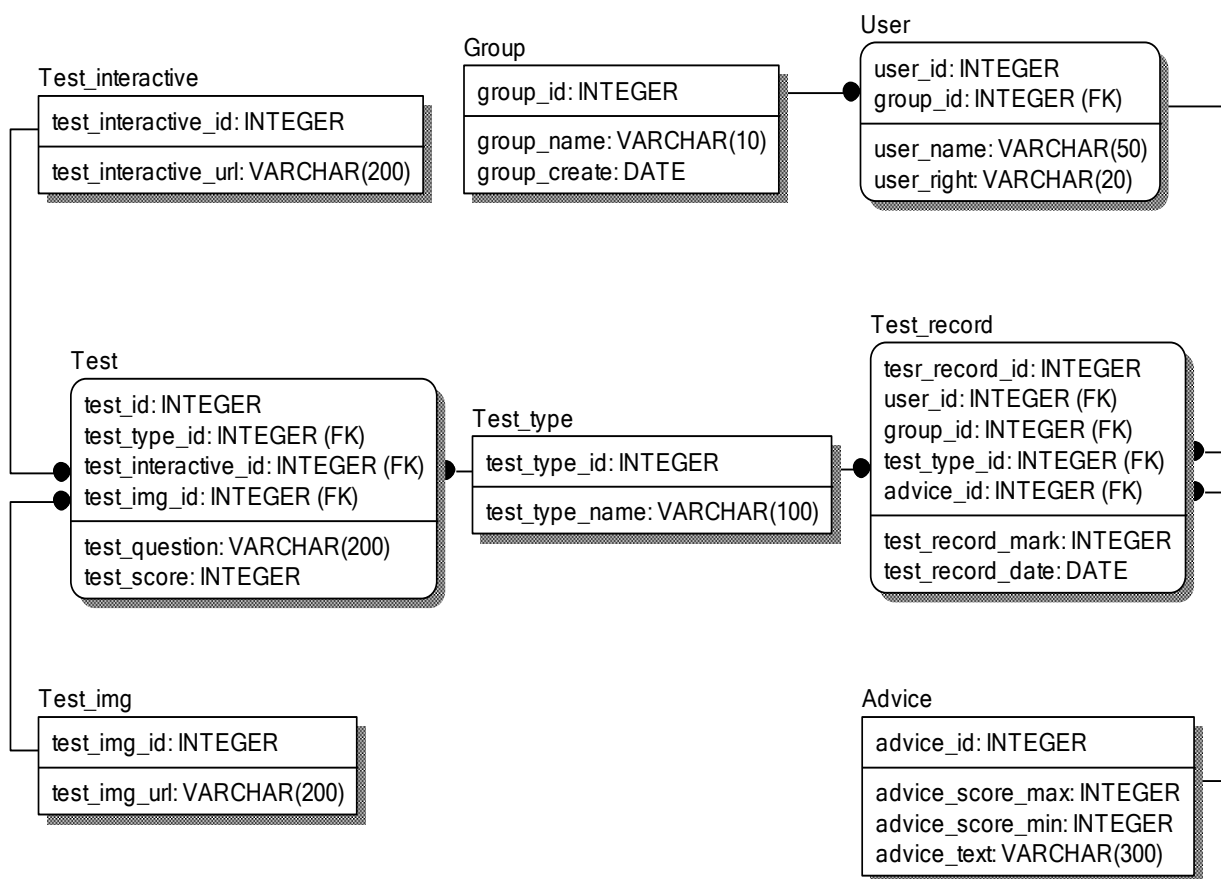 Test_interactive
test_interactive_id: INTEGER
test_interactive_url: VARCHAR(200)
Group
group_id: INTEGER
group_name: VARCHAR(10)
group_create: DATE
User
user_id: INTEGER
group_id: INTEGER (FK)
user_name: VARCHAR(50)
user_right: VARCHAR(20)
Test
test_id: INTEGER
test_type_id: INTEGER (FK)
test_interactive_id: INTEGER (FK)
test_img_id: INTEGER (FK)
test_question: VARCHAR(200)
test_score: INTEGER
Test_type
test_type_id: INTEGER
test_type_name: VARCHAR(100)
Test_record
tesr_record_id: INTEGER
user_id: INTEGER (FK)
group_id: INTEGER (FK)
test_type_id: INTEGER (FK)
advice_id: INTEGER (FK)
test_record_mark: INTEGER
test_record_date: DATE
Test_img
test_img_id: INTEGER
test_img_url: VARCHAR(200)
Advice
advice_id: INTEGER
advice_score_max: INTEGER
advice_score_min: INTEGER
advice_text: VARCHAR(300)